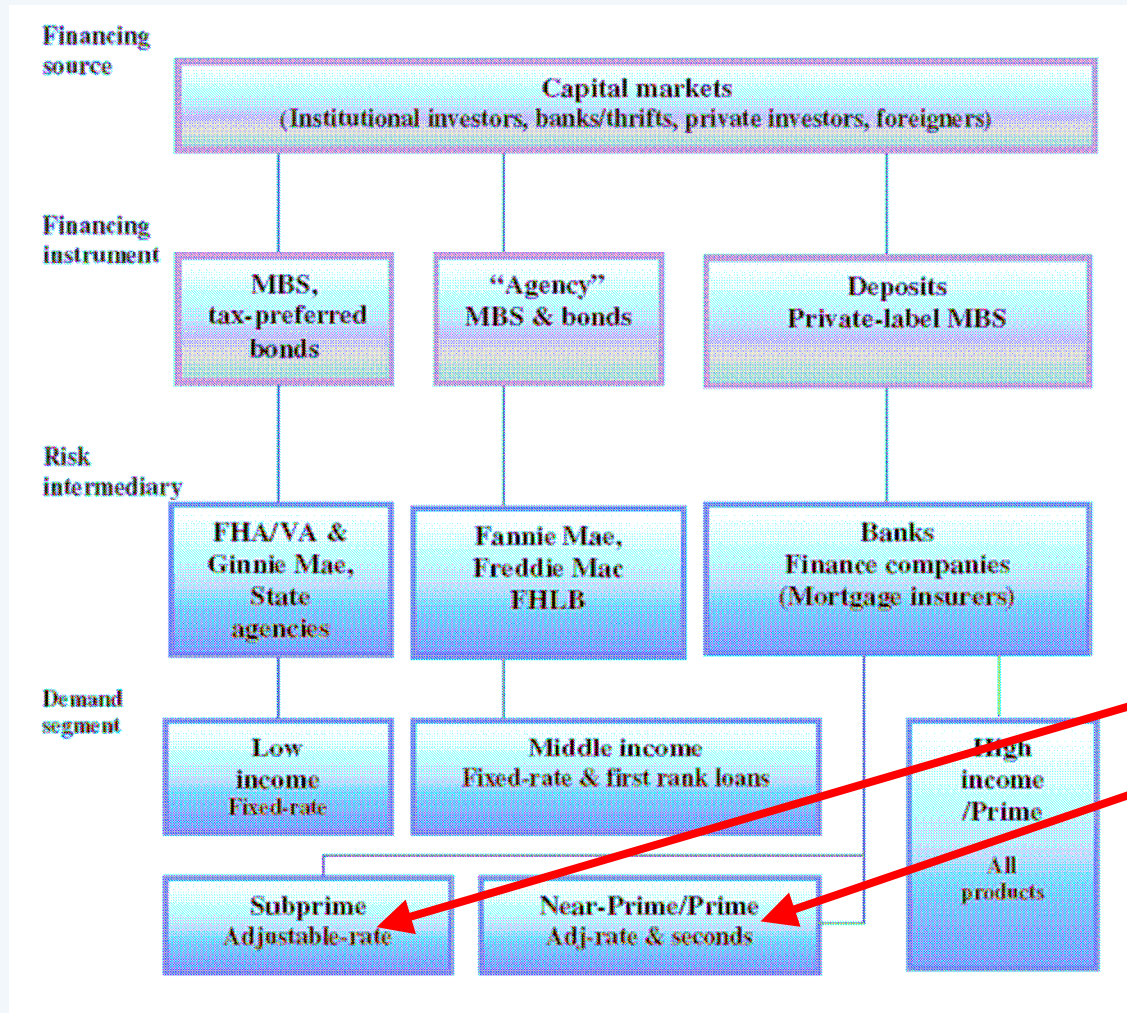 Financing
source
Capital markets
(Institutional investors, banks/thrifts, private investors, foreigners)
Financing
instrument
MBS,
tax-preferred
bonds
“Agency”
MBS & bonds
Deposits
Private-label MBS
Risk
intermediary
FHA/VA &
Ginnie Mae,
State
agencies
Fannie Mae,
Freddie Mac
FHLB
Banks
Finance companies
(Mortgage insurers)
Demand
segment
Low
income
Fixed-rate
Middle income
Fixed-rate & first rank loans
High
income
/Prime
All
products
Subprime
Adjustable-rate
Near-Prime/Prime
Adj-rate & seconds